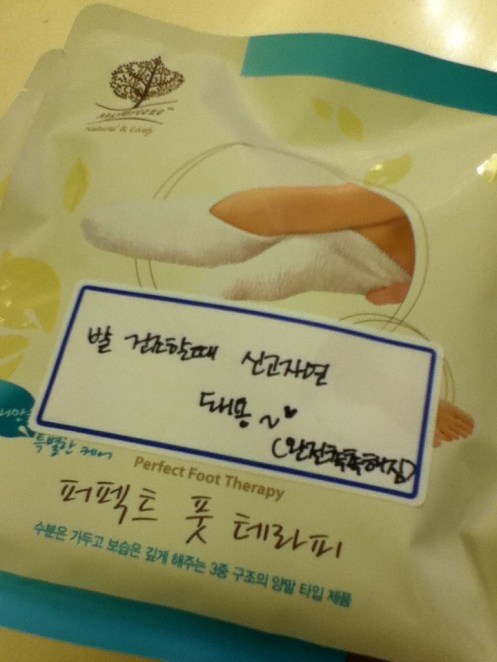 Natural & Lively
발 건조할때 신고자면
대용~♥
(완전촉촉해짐)
특별한 케어
Perfect Foot Therapy
퍼펙트 풋 테라피
수분은 가두고 보습은 깊게 해주는 3중 구조의 양말 타입 제품